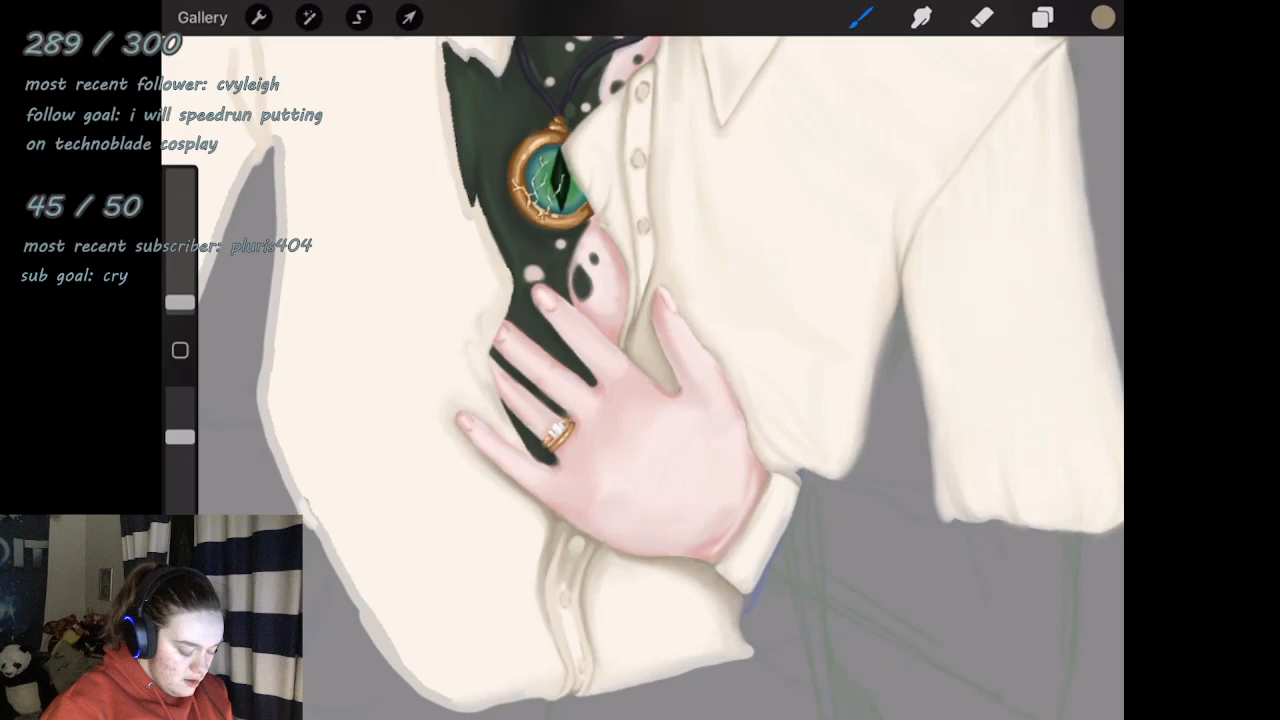 Gallery
289 / 300
most recent follower: cvyleigh
follow goal: i will speedrun putting
on technoblade cosplay
45 / 50
most recent subscriber: pluris404
sub goal: cry